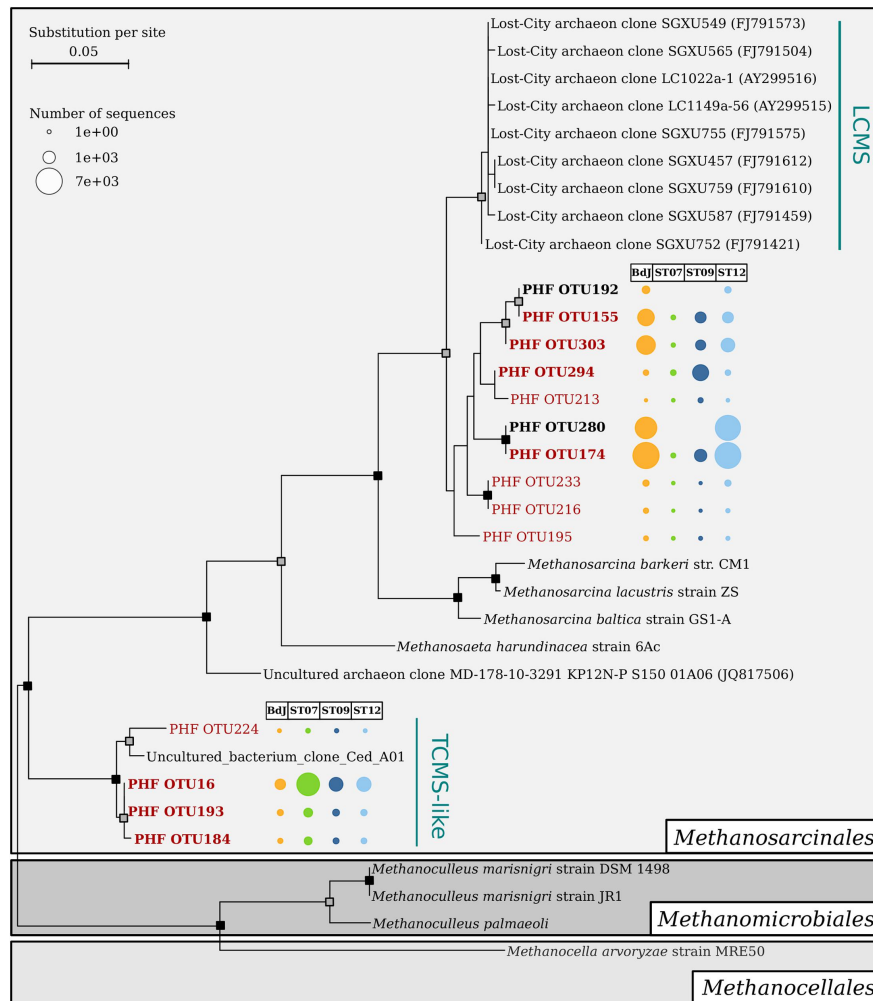 Substitution per site
0.05
Number of sequences
1e+00
1e+03
7e+03
Lost-City archaeon clone SGXU549 (FJ791573)
Lost-City archaeon clone SGXU565 (FJ791504)
Lost-City archaeon clone LC1022a-1 (AY299516)
Lost-City archaeon clone LC1149a-56 (AY299515)
Lost-City archaeon clone SGXU755 (FJ791575)
Lost-City archaeon clone SGXU457 (FJ791612)
Lost-City archaeon clone SGXU759 (FJ791610)
Lost-City archaeon clone SGXU587 (FJ791459)
Lost-City archaeon clone SGXU752 (FJ791421)
LCMS
BdJ ST07 ST09 ST12
PHF OTU192
PHF OTU155
PHF OTU303
PHF OTU294
PHF OTU213
PHF OTU280
PHF OTU174
PHF OTU233
PHF OTU216
PHF OTU195
Methanosarcina barkeri str. CM1
Methanosarcina lacustris strain ZS
Methanosarcina baltica strain GS1-A
Methanosaeta harundinacea strain 6Ac
Uncultured archaeon clone MD-178-10-3291 KP12N-P S150 01A06 (JQ817506)
BdJ ST07 ST09 ST12
PHF OTU224
Uncultured_bacterium_clone_Ced_A01
PHF OTU16
PHF OTU193
PHF OTU184
TCMS-like
Methanosarcinales
Methanoculleus marisnigri strain DSM 1498
Methanoculleus marisnigri strain JR1
Methanoculleus palmaeoli
Methanomicrobiales
Methanocella arvoryzae strain MRE50
Methanocellales